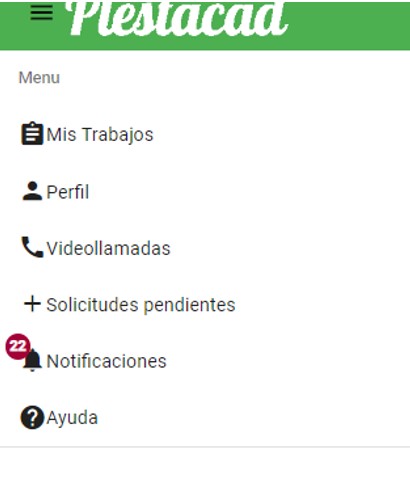 Plestacad
Menu
Mis Trabajos
Perfil
Videollamadas
Solicitudes pendientes
22
Notificaciones
Ayuda